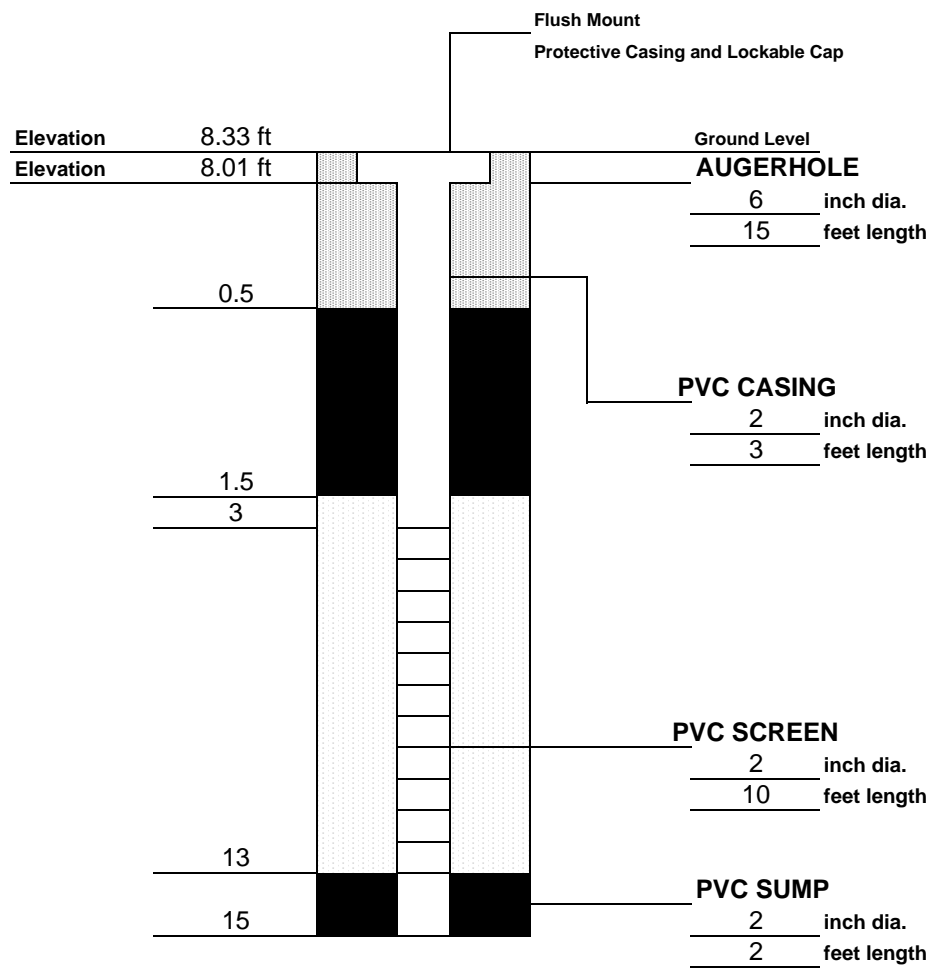 Flush Mount
Protective Casing and Lockable Cap
Elevation 8.33 ft
Ground Level
Elevation 8.01 ft
AUGERHOLE
6 inch dia.
15 feet length
0.5
PVC CASING
2 inch dia.
3 feet length
1.5
3
PVC SCREEN
2 inch dia.
10 feet length
13
PVC SUMP
15
2 inch dia.
2 feet length